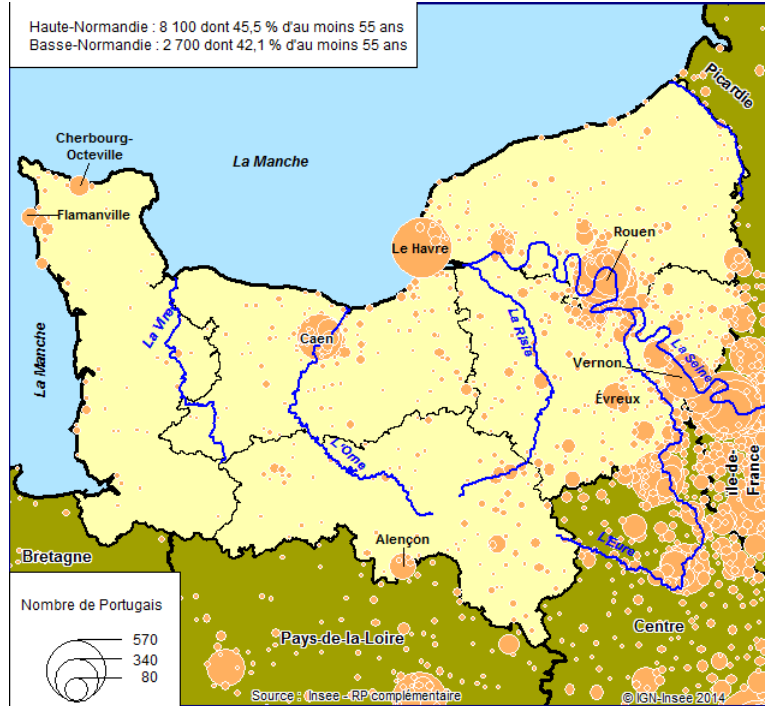 Haute-Normandie : 8 100 dont 45,5 % d'au moins 55 ans
Basse-Normandie : 2 700 dont 42,1 % d'au moins 55 ans
Picardie
Cherbourg-
Octeville
La Manche
Flamanville
Le Havre
Rouen
La Manche
La Vire
Caen
La Risle
La Seine
Vernon
Évreux
L'Orne
île-de-
France
Alençon
L'Eure
Bretagne
Nombre de Portugais
570
340
80
Pays-de-la-Loire
Centre
Source : Insee - RP complémentaire
© IGN-Insee 2014